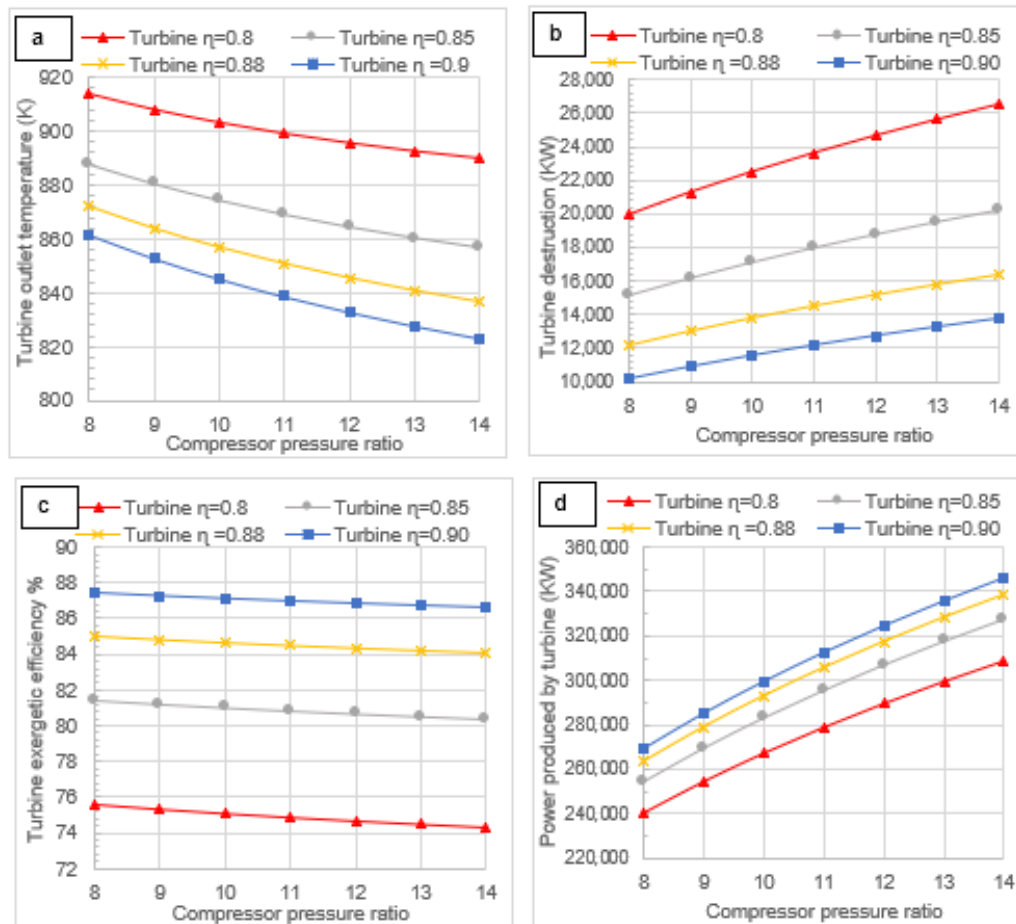 a
Turbine η=0.8
Turbine η=0.85
Turbine η=0.88
Turbine η =0.9
920
900
880
860
840
820
800
Turbine outlet temperature (K)
8 9 10 11 12 13 14
Compressor pressure ratio
b
Turbine η=0.8
Turbine η=0.85
Turbine η=0.88
Turbine η=0.90
28,000
26,000
24,000
22,000
20,000
18,000
16,000
14,000
12,000
10,000
Turbine destruction (KW)
8 9 10 11 12 13 14
Compressor pressure ratio
c
Turbine η=0.8
Turbine η=0.85
Turbine η =0.88
Turbine η=0.90
90
88
86
84
82
80
78
76
74
72
Turbine exergetic efficiency %
8 9 10 11 12 13 14
Compressor pressure ratio
d
Turbine η=0.8
Turbine η=0.85
Turbine η =0.88
Turbine η=0.90
360,000
340,000
320,000
300,000
280,000
260,000
240,000
220,000
Power produced by turbine (KW)
8 9 10 11 12 13 14
Compressor pressure ratio